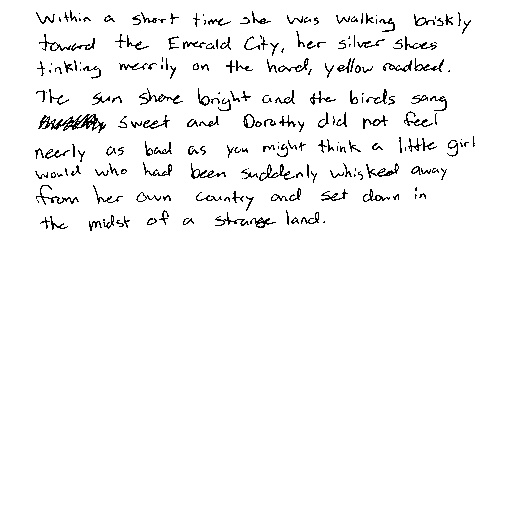 Within a short time she was walking briskly
toward the Emerald City, her silver shoes
tinkling merrily on the hard, yellow roadbed.
The sun shone bright and the birds sang
sweet and Dorothy did not feel
neerly as bad as you might think a little girl
would who had been suddenly whisked away
from her own country and set down in
the midst of a strange land.